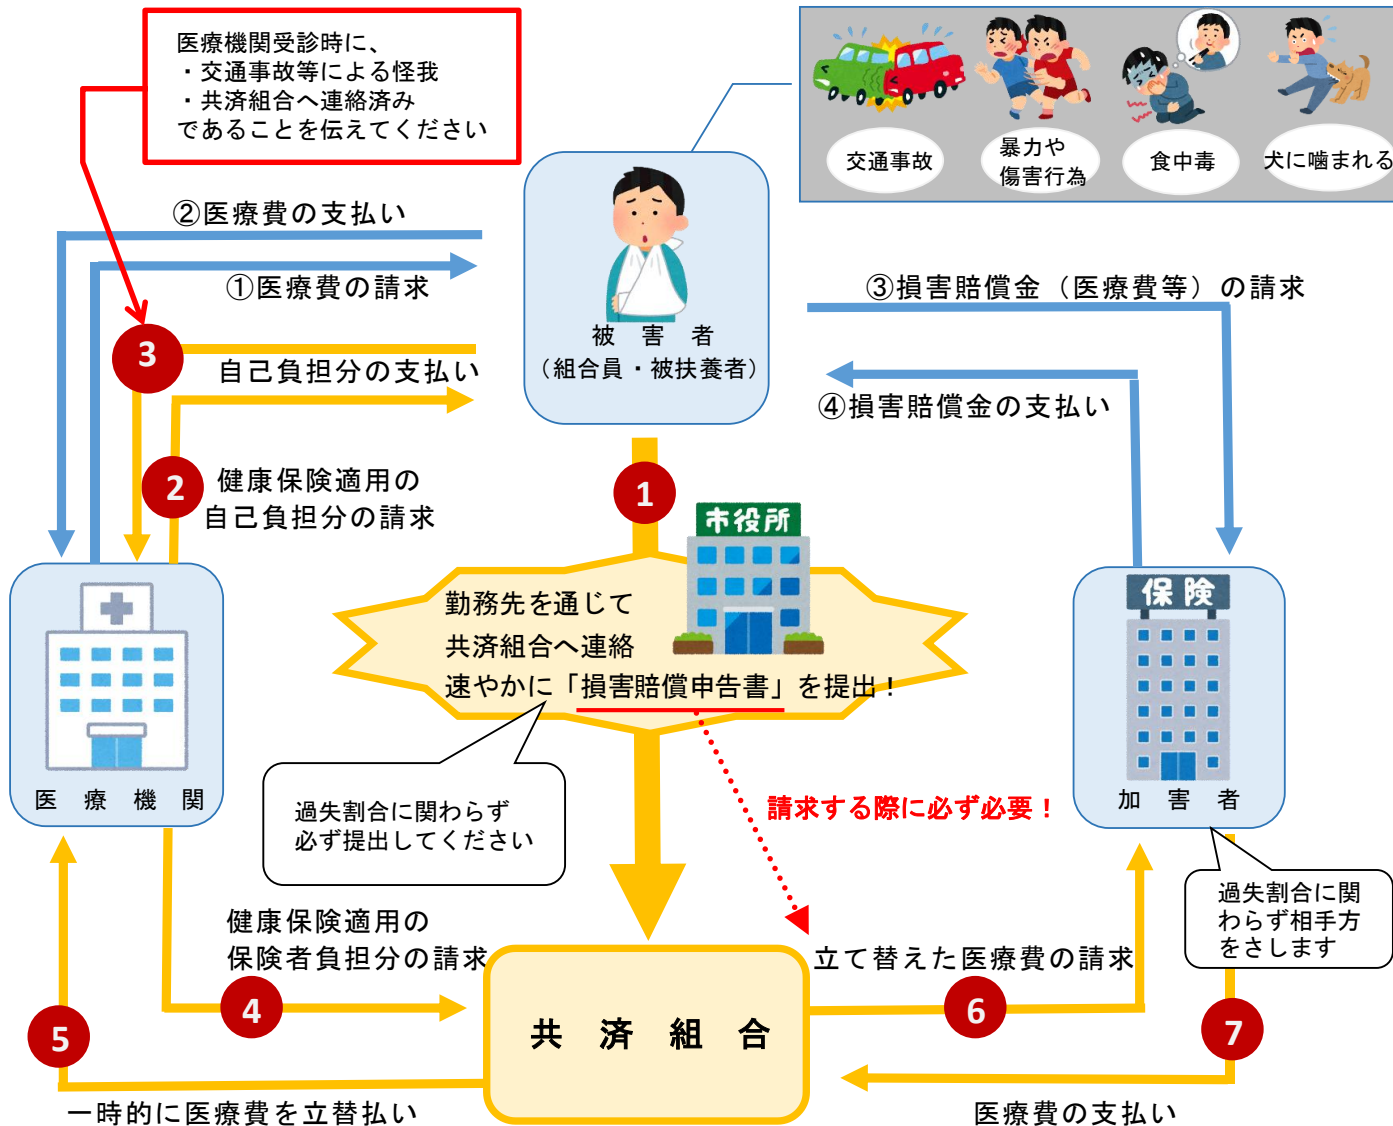 医療機関受診時に、
・交通事故等による怪我
・共済組合へ連絡済み
であることを伝えてください
交通事故
暴力や
傷害行為
食中毒
犬に噛まれる
②医療費の支払い
①医療費の請求
3
自己負担分の支払い
2
健康保険適用の
自己負担分の請求
被害者
（組合員・被扶養者）
③損害賠償金（医療費等）の請求
④損害賠償金の支払い
1
市役所
勤務先を通じて
共済組合へ連絡
速やかに「損害賠償申告書」を提出！
過失割合に関わらず
必ず提出してください
請求する際に必ず必要！
医療機関
保険
加害者
過失割合に関
わらず相手方
をさします
健康保険適用の
保険者負担分の請求
4
5
一時的に医療費を立替払い
共済組合
立て替えた医療費の請求
6
7
医療費の支払い